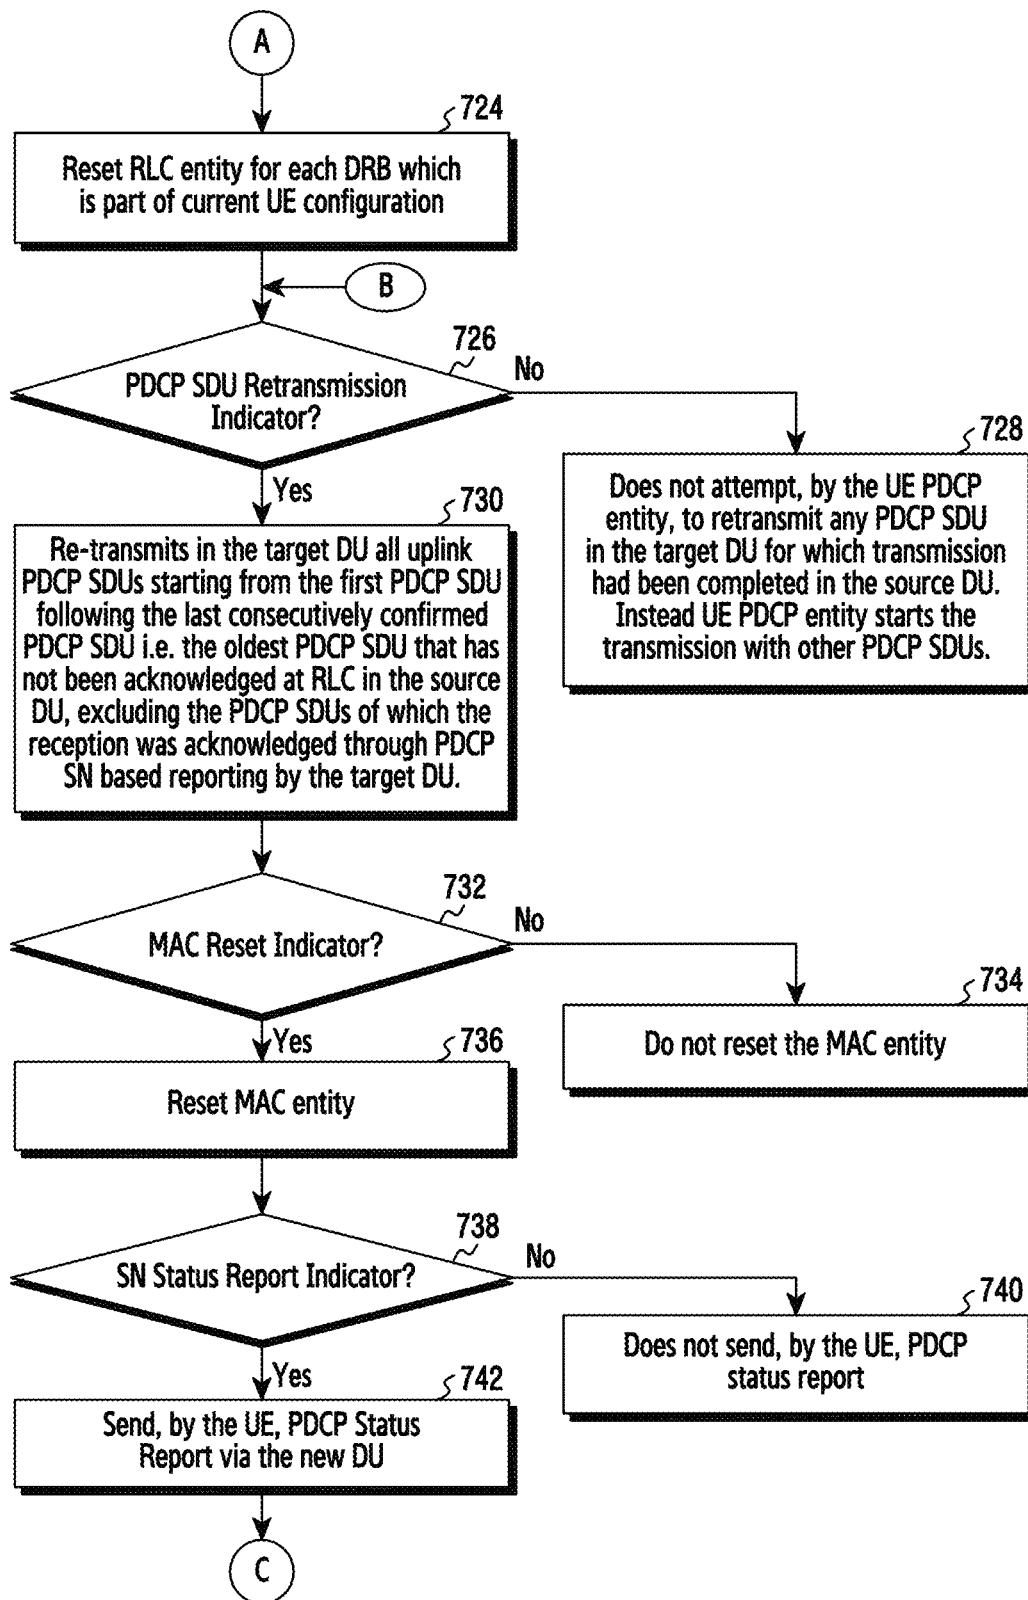 A
724
Reset RLC entity for each DRB which
is part of current UE configuration
B
726
PDCP SDU Retransmission
Indicator?
No
728
Does not attempt, by the UE PDCP
entity, to retransmit any PDCP SDU
in the target DU for which transmission
had been completed in the source DU.
Instead UE PDCP entity starts the
transmission with other PDCP SDUs.
Yes
730
Re-transmits in the target DU all uplink
PDCP SDUs starting from the first PDCP SDU
following the last consecutively confirmed
PDCP SDU i.e. the oldest PDCP SDU that has
not been acknowledged at RLC in the source
DU, excluding the PDCP SDUs of which the
reception was acknowledged through PDCP
SN based reporting by the target DU.
732
MAC Reset Indicator?
No
734
Do not reset the MAC entity
Yes
736
Reset MAC entity
738
SN Status Report Indicator?
No
740
Does not send, by the UE, PDCP
status report
Yes
742
Send, by the UE, PDCP Status
Report via the new DU
C